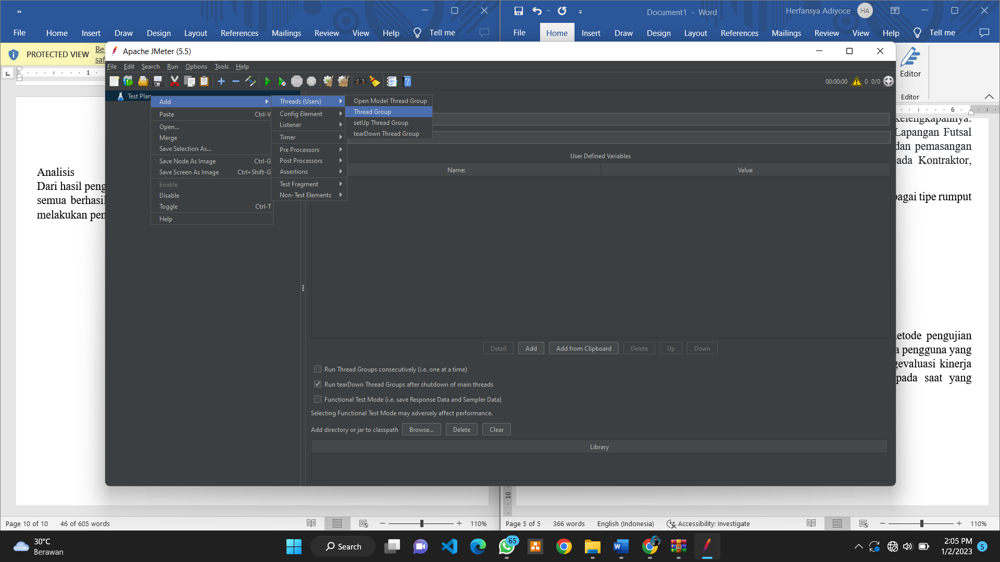 Document1 - Word
Herfansya Adiyoce
HA
File Home Insert Draw Design Layout References Mailings Review View Help Tell me
File Home Insert Draw Design Layout References Mailings Review View Help Tell me
PROTECTED VIEW
Be
saf
Apache JMeter (5.5)
File Edit Search Run Options Tools Help
00:00:00 0 0/0
Editor
Editor
1
6
Test Plan
Add
Paste Ctrl-V
Open...
Merge
Save Selection As...
Save Node As Image Ctrl-G
Save Screen As Image Ctrl+Shift-G
Enable
Disable
Toggle Ctrl-T
Help
Threads (Users)
Config Element
Listener
Timer
Pre Processors
Post Processors
Assertions
Test Fragment
Non-Test Elements
Open Model Thread Group
Thread Group
setUp Thread Group
tearDown Thread Group
User Defined Variables
Name: Value
Detail Add Add from Clipboard Delete Up Down
Run Thread Groups consecutively (i.e. one at a time)
Run tearDown Thread Groups after shutdown of main threads
Functional Test Mode (i.e. save Response Data and Sampler Data)
Selecting Functional Test Mode may adversely affect performance.
Add directory or jar to classpath Browse... Delete Clear
Library
Analisis
Dari hasil peng
semua berhasil
melakukan pen
kelengkapannya.
Lapangan Futsal
dan pemasangan
ada Kontraktor,
bagai tipe rumput
etode pengujian
a pengguna yang
gevaluasi kinerja
pada saat yang
10
Page 10 of 10 46 of 605 words 110%
Page 5 of 5 366 words English (Indonesia) Accessibility: Investigate 110%
30°C
Berawan
Search
65
2:05 PM
1/2/2023
5